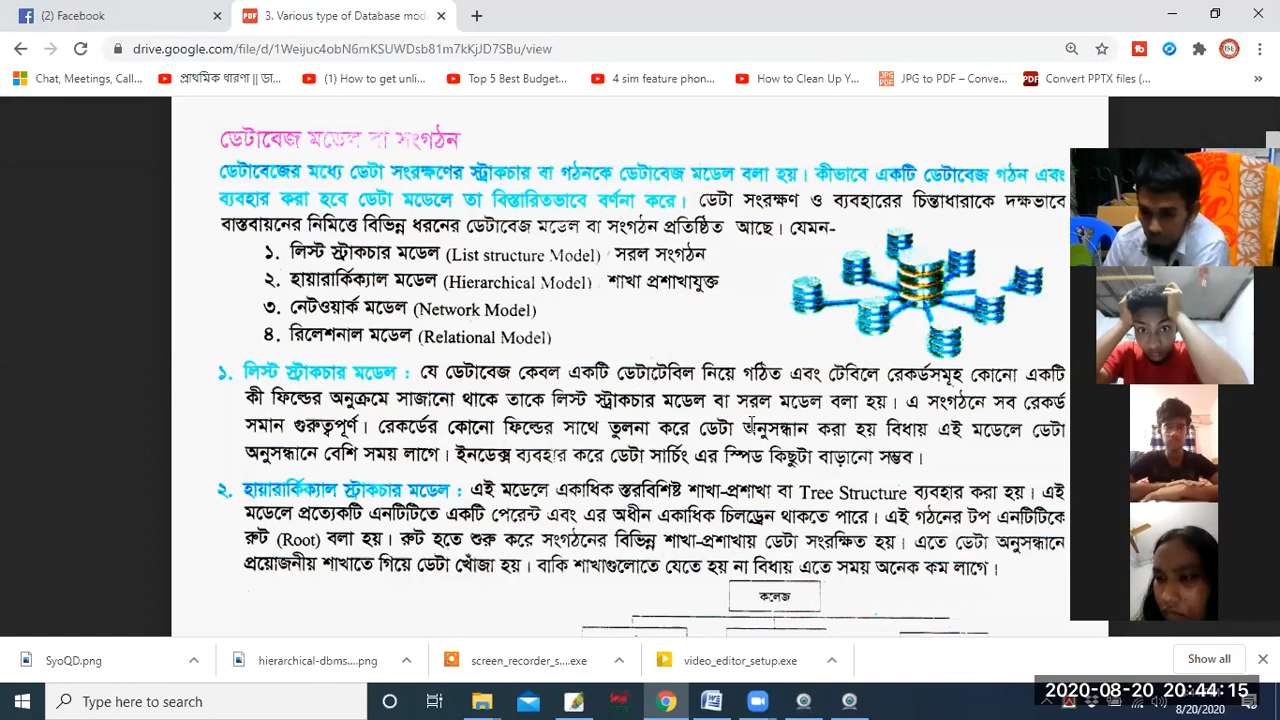 (2) Facebook
3. Various type of Database mod
drive.google.com/file/d/1Weijuc4obN6mKSUWDsb81m7kKjJD7SBu/view
Chat, Meetings, Call...
প্রাথমিক ধারণা || ডা...
(1) How to get unli...
Top 5 Best Budget...
4 sim feature phon...
How to Clean Up Y...
JPG to PDF – Conve...
Convert PPTX files (...
ডেটাবেজ মডেল বা সংগঠন
ডেটাবেজের মধ্যে ডেটা সংরক্ষণের স্ট্রাকচার বা গঠনকে ডেটাবেজ মডেল বলা হয়। কীভাবে একটি ডেটাবেজ গঠন এবং
ব্যবহার করা হবে ডেটা মডেলে তা বিস্তারিতভাবে বর্ণনা করে। ডেটা সংরক্ষণ ও ব্যবহারের চিন্তাধারাকে দক্ষভাবে
বাস্তবায়নের নিমিত্তে বিভিন্ন ধরনের ডেটাবেজ মডেল বা সংগঠন প্রতিষ্ঠিত আছে। যেমন-
১. লিস্ট স্ট্রাকচার মডেল (List structure Model) সরল সংগঠন
২. হায়ারার্কিক্যাল মডেল (Hierarchical Model) শাখা প্রশাখাযুক্ত
৩. নেটওয়ার্ক মডেল (Network Model)
৪. রিলেশনাল মডেল (Relational Model)
১. লিস্ট স্ট্রাকচার মডেল : যে ডেটাবেজ কেবল একটি ডেটাটেবিল নিয়ে গঠিত এবং টেবিলে রেকর্ডসমূহ কোনো একটি
কী ফিল্ডের অনুক্রমে সাজানো থাকে তাকে লিস্ট স্ট্রাকচার মডেল বা সরল মডেল বলা হয়। এ সংগঠনে সব রেকর্ড
সমান গুরুত্বপূর্ণ। রেকর্ডের কোনো ফিল্ডের সাথে তুলনা করে ডেটা অনুসন্ধান করা হয় বিধায় এই মডেলে ডেটা
অনুসন্ধানে বেশি সময় লাগে। ইনডেক্স ব্যবহার করে ডেটা সার্চিং এর স্পিড কিছুটা বাড়ানো সম্ভব।
২. হায়ারার্কিক্যাল স্ট্রাকচার মডেল : এই মডেলে একাধিক স্তরবিশিষ্ট শাখা-প্রশাখা বা Tree Structure ব্যবহার করা হয়। এই
মডেলে প্রত্যেকটি এনটিটিতে একটি পেরেন্ট এবং এর অধীন একাধিক চিলড্রেন থাকতে পারে। এই গঠনের টপ এনটিটিকে
রুট (Root) বলা হয়। রুট হতে শুরু করে সংগঠনের বিভিন্ন শাখা-প্রশাখায় ডেটা সংরক্ষিত হয়। এতে ডেটা অনুসন্ধানে
প্রয়োজনীয় শাখাতে গিয়ে ডেটা খোঁজা হয়। বাকি শাখাগুলোতে যেতে হয় না বিধায় এতে সময় অনেক কম লাগে।
কলেজ
SyoQD.png
hierarchical-dbms....png
screen_recorder_s....exe
video_editor_setup.exe
Show all
Type here to search
2020-08-20 20:44:15
8/20/2020